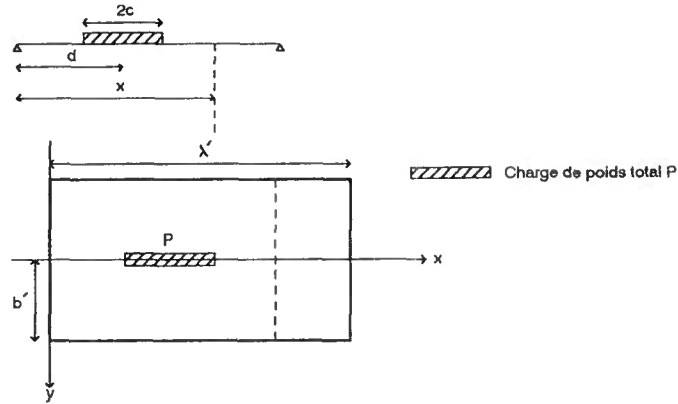 2c
d
x
λ′
Charge de poids total P
P
x
b′
y